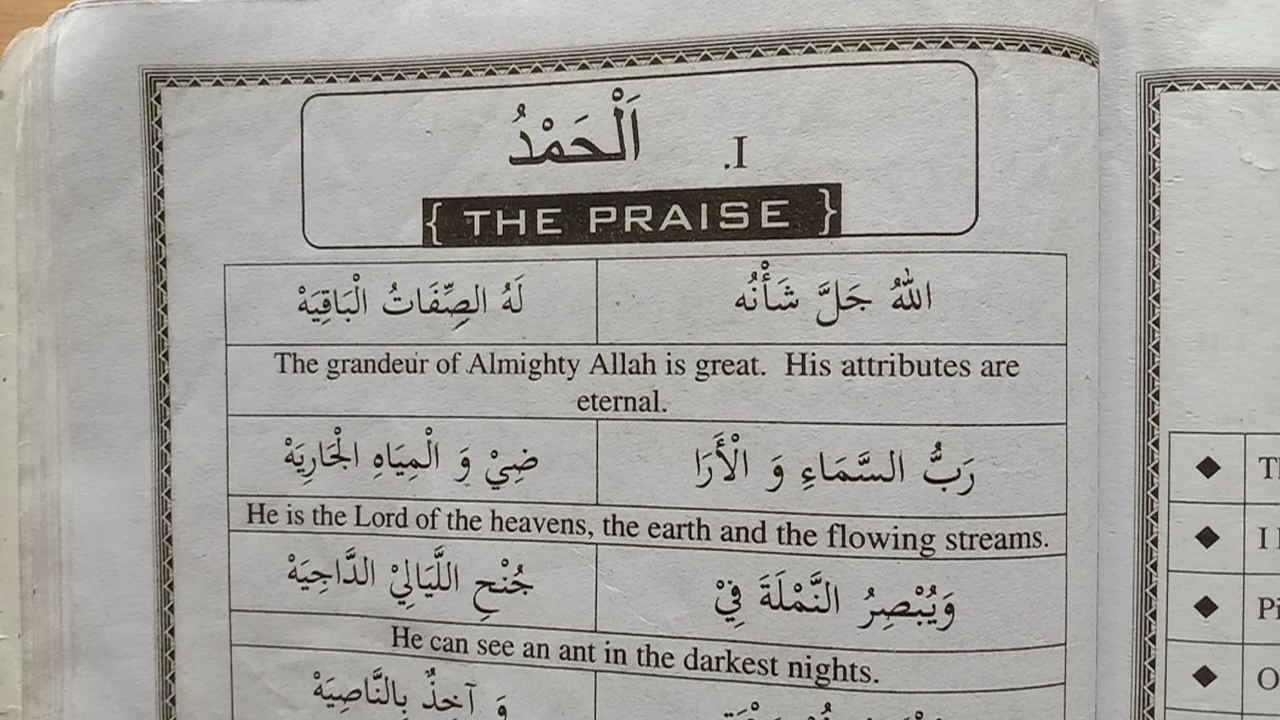 I. اَلْحَمْدُ
{ THE PRAISE }
اللهُ جَلَّ شَأْنُه لَهُ الصِّفَاتُ الْبَاقِيَهْ
The grandeur of Almighty Allah is great. His attributes are
eternal.
رَبُّ السَّمَاءِ وَ الْأَرَا ضِيْ وَ الْمِيَاهِ الْجَارِيَهْ
He is the Lord of the heavens, the earth and the flowing streams.
وَيُبْصِرُ النَّمْلَةَ فِيْ جُنْحِ اللَّيَالِيْ الدَّاجِيَهْ
He can see an ant in the darkest nights.
وَ آخِذٌ بِالنَّاصِيَهْ